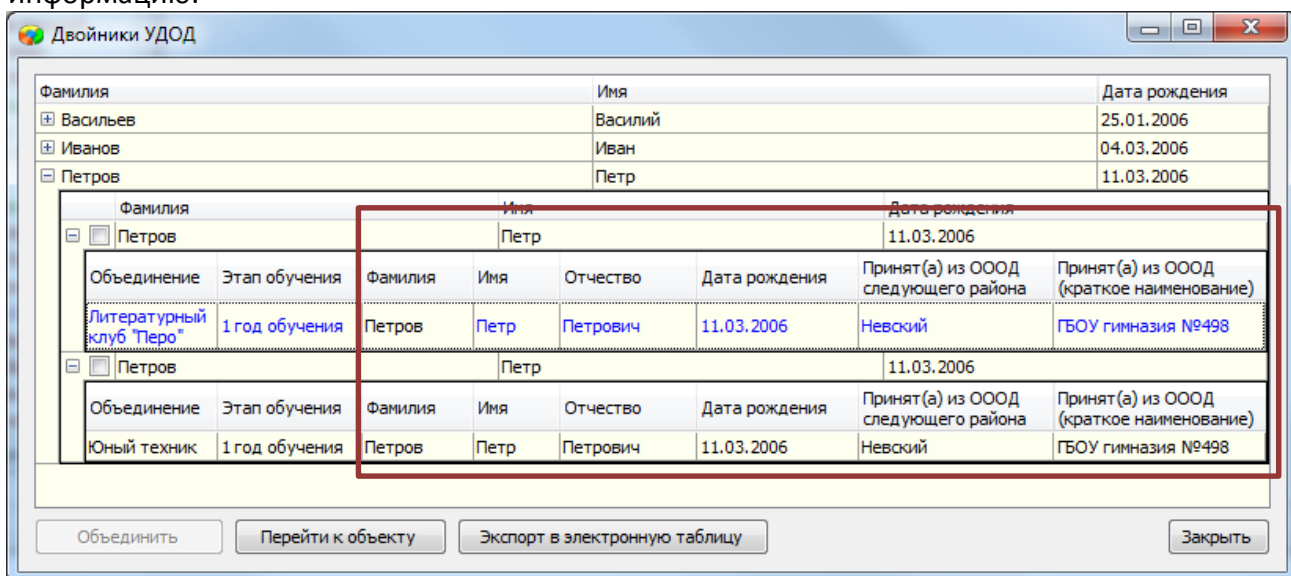 информацию.
Двойники УДОД
Фамилия Имя Дата рождения
Васильев Василий 25.01.2006
Иванов Иван 04.03.2006
Петров Петр 11.03.2006
Фамилия Имя Дата рождения
Петров Петр 11.03.2006
Объединение Этап обучения Фамилия Имя Отчество Дата рождения Принят(а) из ОООД следующего района Принят(а) из ОООД (краткое наименование)
Литературный клуб "Перо" 1 год обучения Петров Петр Петрович 11.03.2006 Невский ГБОУ гимназия №498
Петров Петр 11.03.2006
Объединение Этап обучения Фамилия Имя Отчество Дата рождения Принят(а) из ОООД следующего района Принят(а) из ОООД (краткое наименование)
Юный техник 1 год обучения Петров Петр Петрович 11.03.2006 Невский ГБОУ гимназия №498
Объединить Перейти к объекту Экспорт в электронную таблицу Закрыть